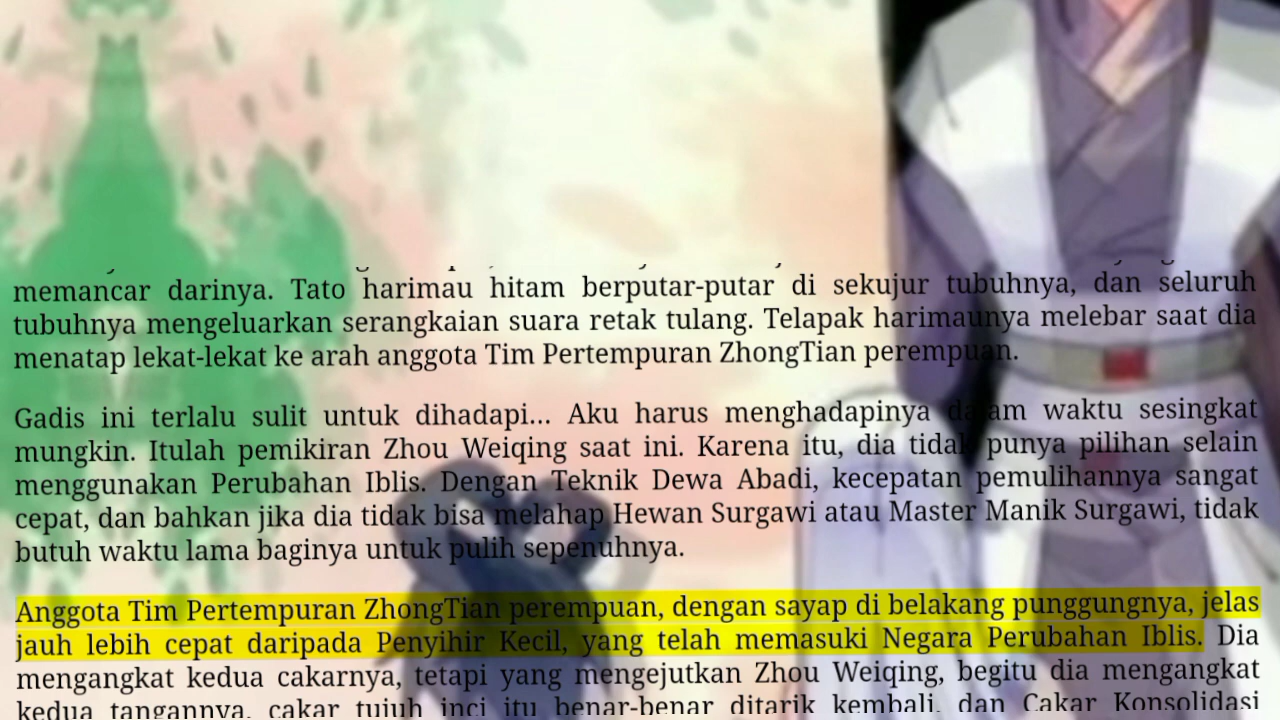 memancar darinya. Tato harimau hitam berputar-putar di sekujur tubuhnya, dan seluruh
tubuhnya mengeluarkan serangkaian suara retak tulang. Telapak harimaunya melebar saat dia
menatap lekat-lekat ke arah anggota Tim Pertempuran ZhongTian perempuan.
Gadis ini terlalu sulit untuk dihadapi... Aku harus menghadapinya dalam waktu sesingkat
mungkin. Itulah pemikiran Zhou Weiqing saat ini. Karena itu, dia tidak punya pilihan selain
menggunakan Perubahan Iblis. Dengan Teknik Dewa Abadi, kecepatan pemulihannya sangat
cepat, dan bahkan jika dia tidak bisa melahap Hewan Surgawi atau Master Manik Surgawi, tidak
butuh waktu lama baginya untuk pulih sepenuhnya.
Anggota Tim Pertempuran ZhongTian perempuan, dengan sayap di belakang punggungnya, jelas
jauh lebih cepat daripada Penyihir Kecil, yang telah memasuki Negara Perubahan Iblis. Dia
mengangkat kedua cakarnya, tetapi yang mengejutkan Zhou Weiqing, begitu dia mengangkat
kedua tangannya, cakar tujuh inci itu benar-benar ditarik kembali, dan Cakar Konsolidasi